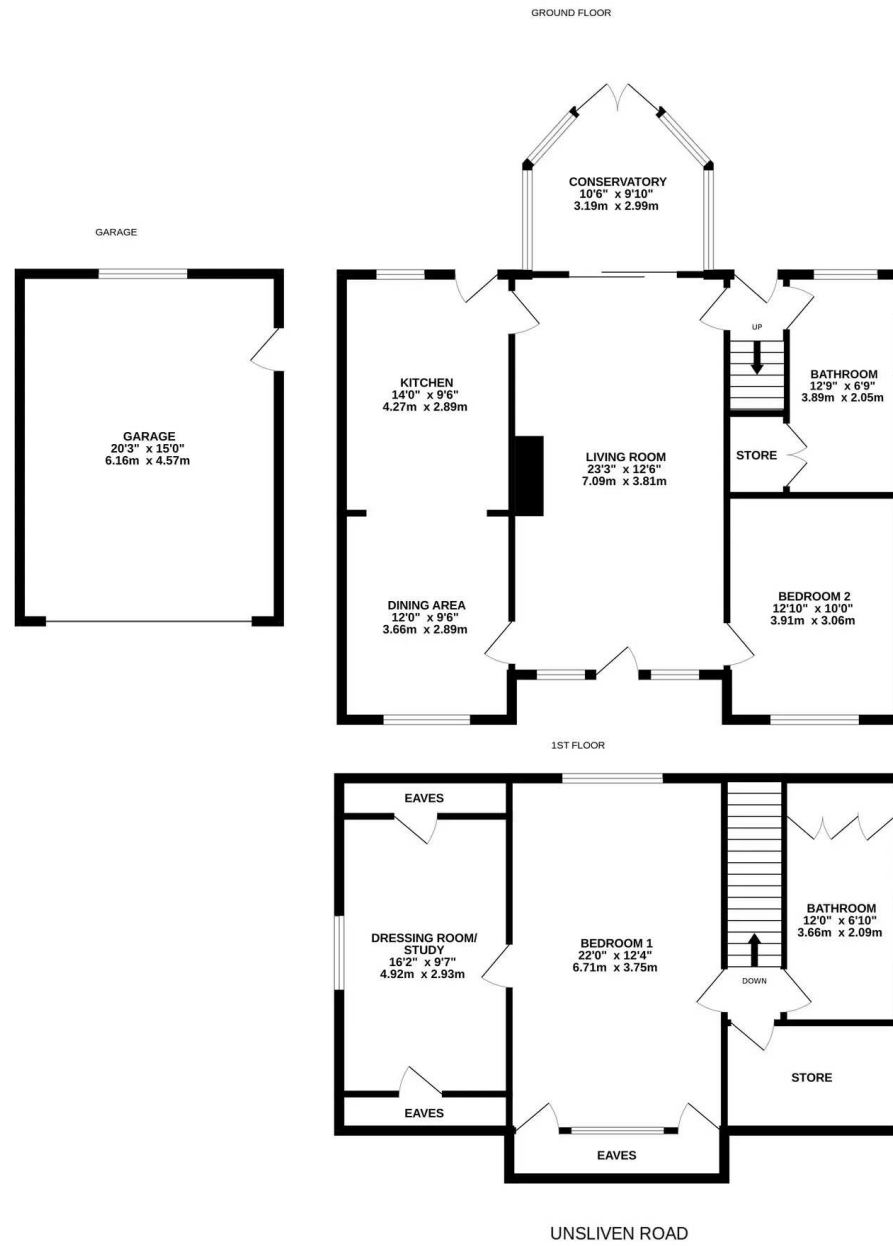 GROUND FLOOR
CONSERVATORY
10'6" x 9'10"
3.19m x 2.99m
GARAGE
GARAGE
20'3" x 15'0"
6.16m x 4.57m
KITCHEN
14'0" x 9'6"
4.27m x 2.89m
LIVING ROOM
23'3" x 12'6"
7.09m x 3.81m
UP
BATHROOM
12'9" x 6'9"
3.89m x 2.05m
STORE
DINING AREA
12'0" x 9'6"
3.66m x 2.89m
BEDROOM 2
12'10" x 10'0"
3.91m x 3.06m
1ST FLOOR
EAVES
DRESSING ROOM/
STUDY
16'2" x 9'7"
4.92m x 2.93m
BEDROOM 1
22'0" x 12'4"
6.71m x 3.75m
BATHROOM
12'0" x 6'10"
3.66m x 2.09m
DOWN
STORE
EAVES
EAVES
UNSLIVEN ROAD